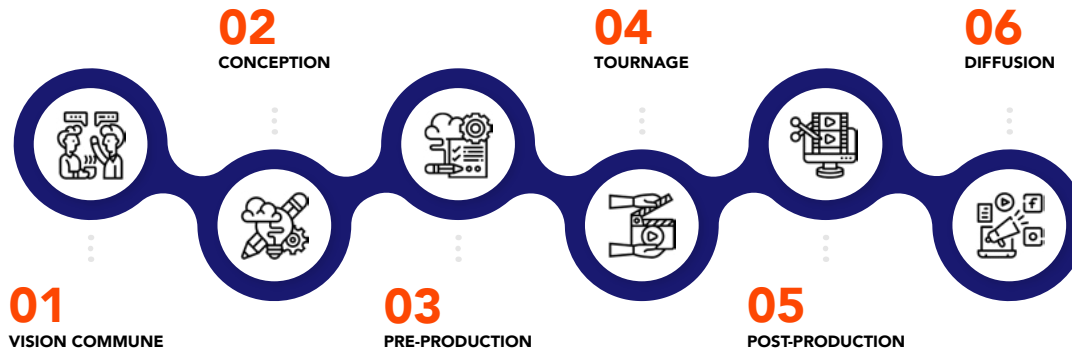 01
VISION COMMUNE
02
CONCEPTION
03
PRE-PRODUCTION
04
TOURNAGE
05
POST-PRODUCTION
06
DIFFUSION